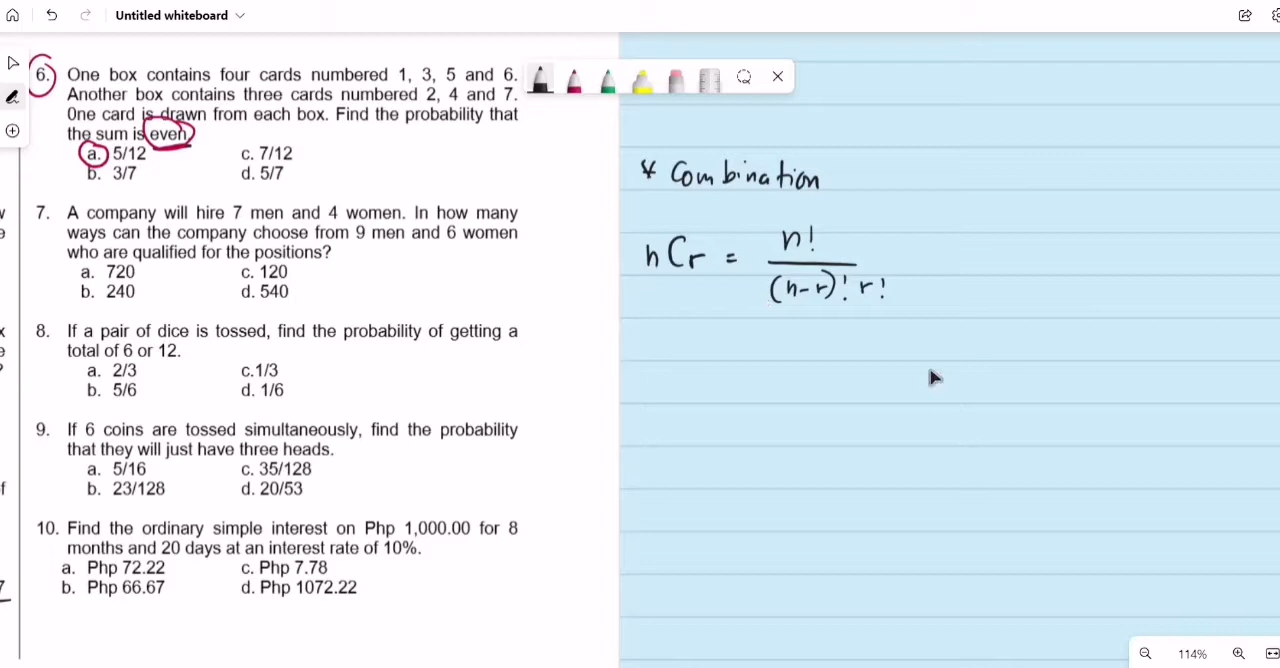 Untitled whiteboard
6. One box contains four cards numbered 1, 3, 5 and 6.
Another box contains three cards numbered 2, 4 and 7.
0ne card is drawn from each box. Find the probability that
the sum is even.
a. 5/12 c. 7/12
b. 3/7 d. 5/7
7. A company will hire 7 men and 4 women. In how many
ways can the company choose from 9 men and 6 women
who are qualified for the positions?
a. 720 c. 120
b. 240 d. 540
8. If a pair of dice is tossed, find the probability of getting a
total of 6 or 12.
a. 2/3 c.1/3
b. 5/6 d. 1/6
9. If 6 coins are tossed simultaneously, find the probability
that they will just have three heads.
a. 5/16 c. 35/128
b. 23/128 d. 20/53
10. Find the ordinary simple interest on Php 1,000.00 for 8
months and 20 days at an interest rate of 10%.
a. Php 72.22 c. Php 7.78
b. Php 66.67 d. Php 1072.22
* Combination
nCr = n!
(n-r)! r!
114%